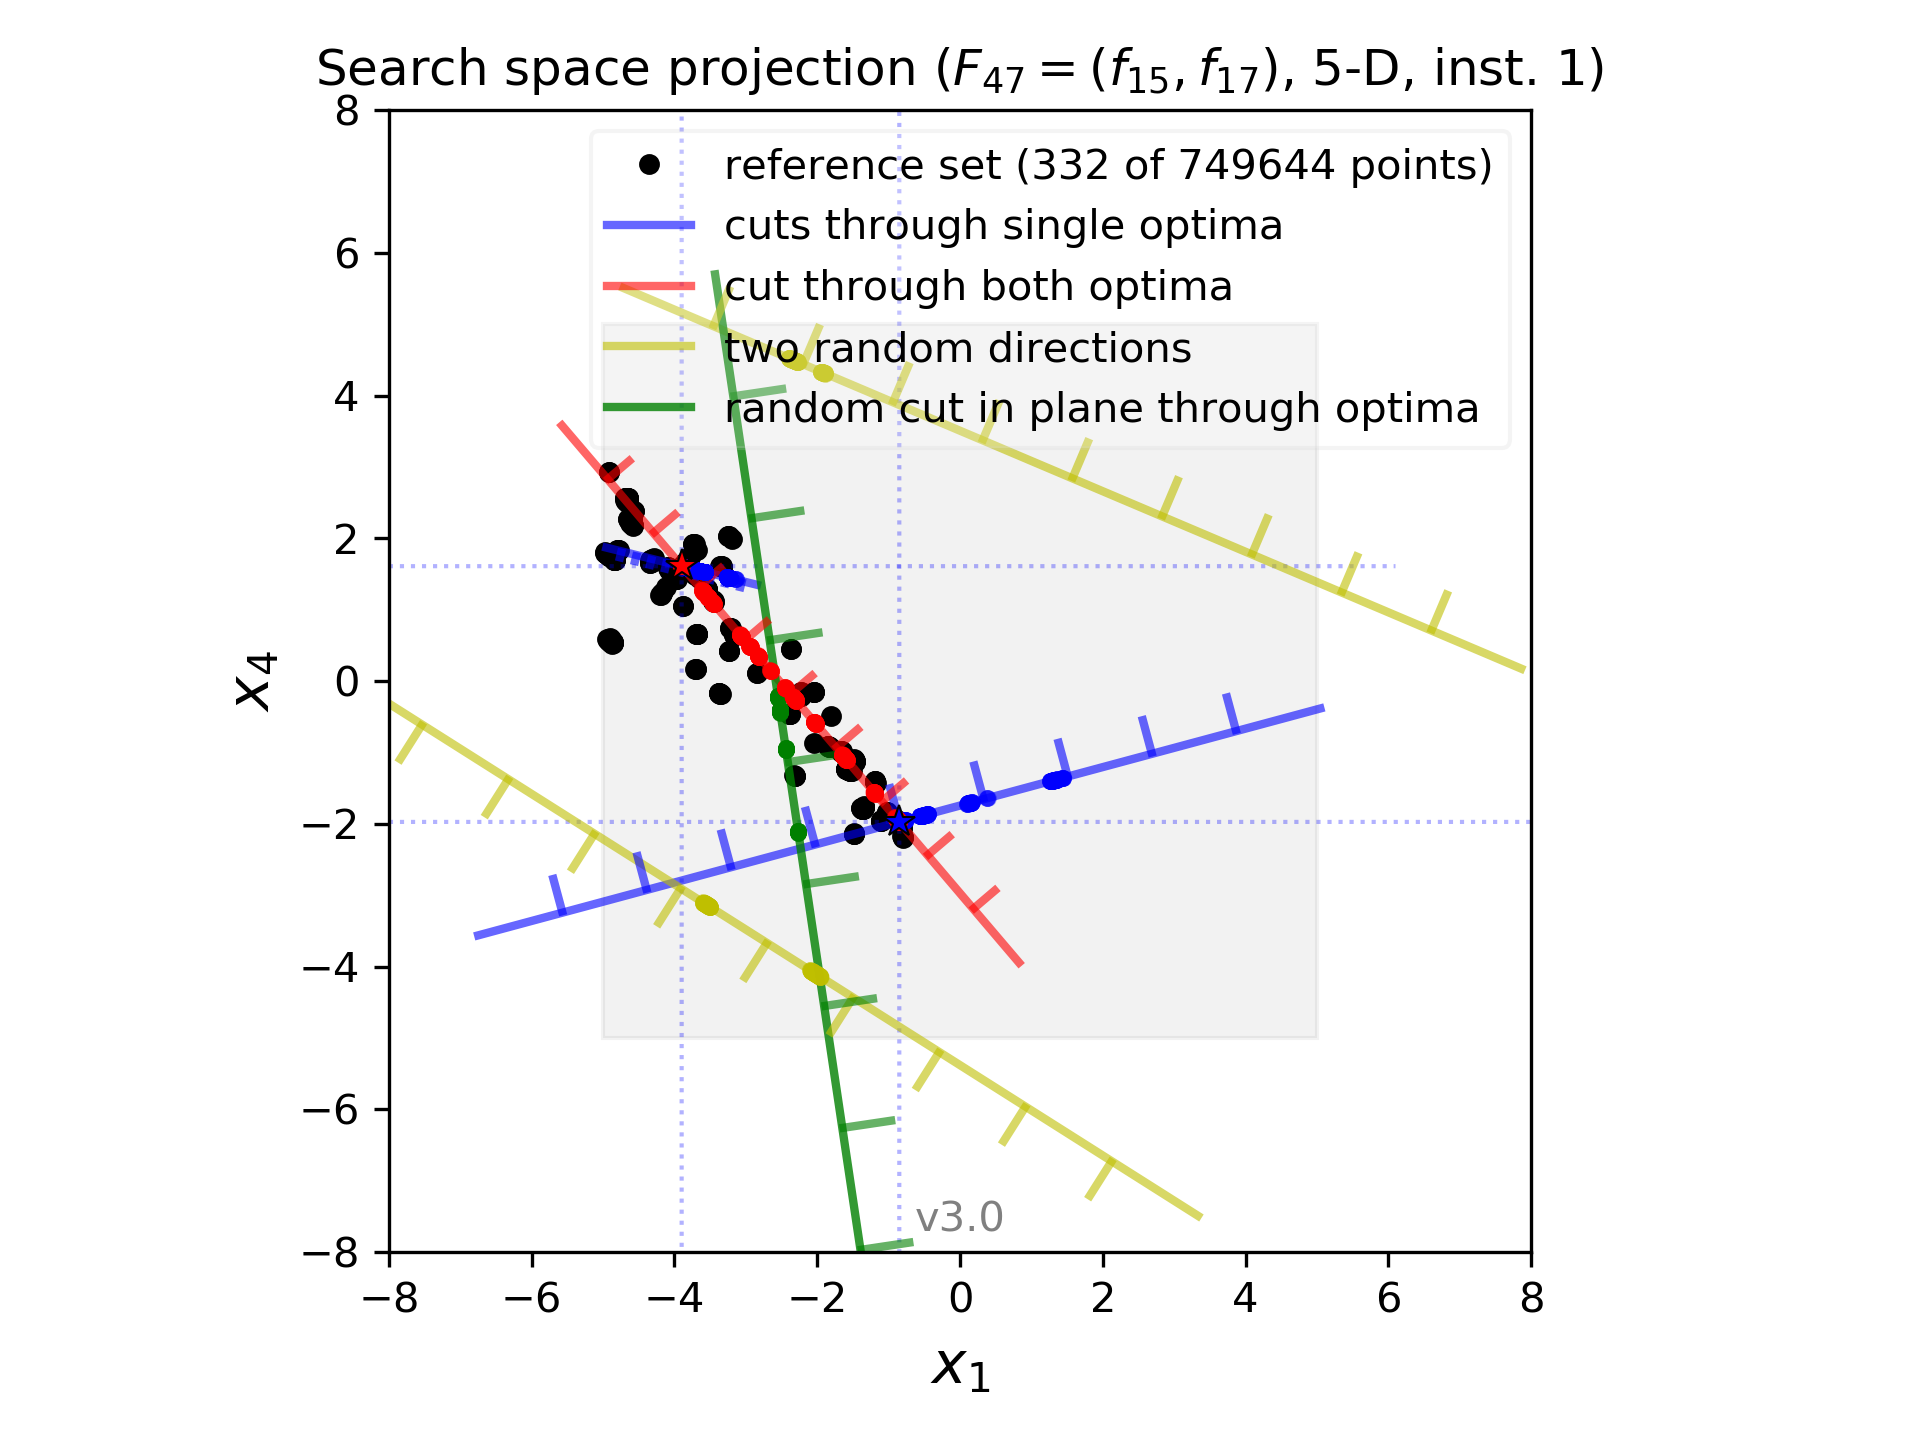 Search space projection (F₄₇ = (f₁₅, f₁₇), 5-D, inst. 1)
reference set (332 of 749644 points)
cuts through single optima
cut through both optima
two random directions
random cut in plane through optima
8
6
4
2
0
−2
−4
−6
−8
x₄
v3.0
−8 −6 −4 −2 0 2 4 6 8
x₁